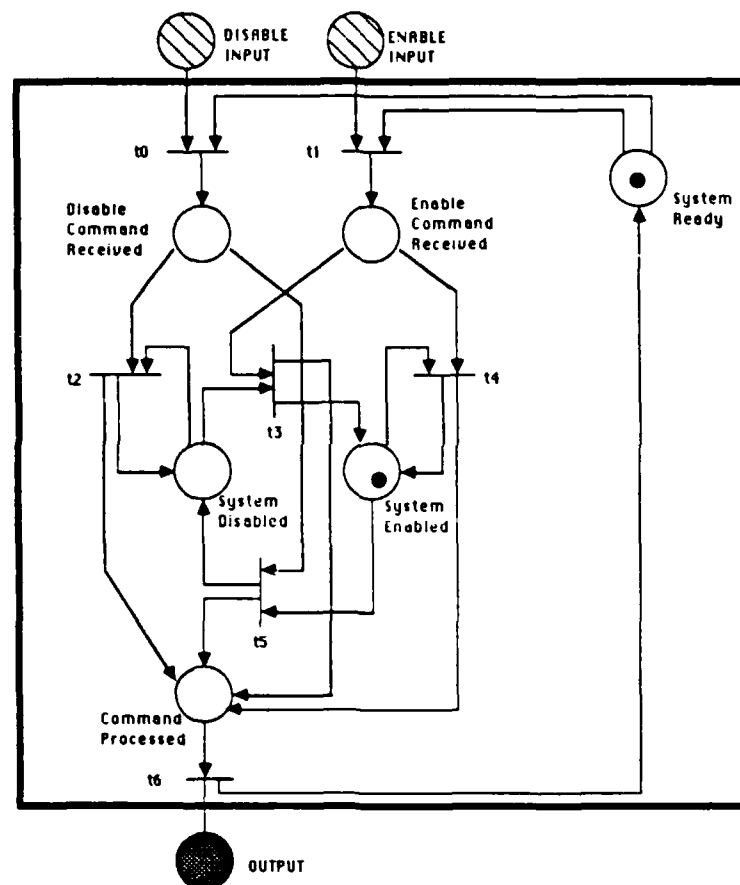 DISABLE
INPUT
ENABLE
INPUT
t0
t1
System
Ready
Disable
Command
Received
Enable
Command
Received
t2
t3
t4
System
Disabled
System
Enabled
t5
Command
Processed
t6
OUTPUT